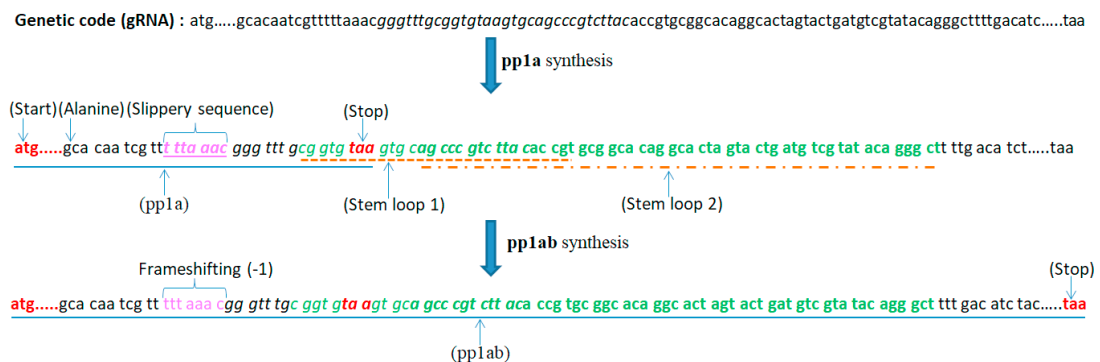 Genetic code (gRNA) : atg.....gcacaatcgtttttaaacgggtttgcggtgtaagtgcagcccgtcttacaccgtgcggcacaggcactagtactgatgtcgtatacagggcttttgacatc.....taa
pp1a synthesis
(Start)(Alanine)(Slippery sequence) (Stop)
atg.....gca caa tcg ttt tta aac ggg ttt gcg gtg taa gtg cag ccc gtc tta cac cgt gcg gca cag gca cta gta ctg atg tcg tat aca ggg ctt ttg aca tct.....taa
(pp1a) (Stem loop 1) (Stem loop 2)
pp1ab synthesis
Frameshifting (-1) (Stop)
atg.....gca caa tcg tt ttt aaa cgg gtt tgc ggt gta agt gca gcc cgt ctt aca ccg tgc ggc aca ggc act agt act gat gtc gta tac agg gct ttt gac atc tac.....taa
(pp1ab)